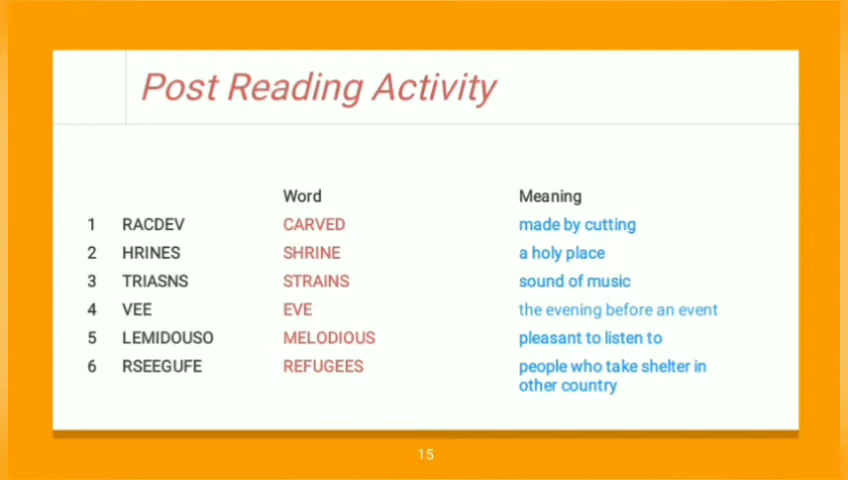 Post Reading Activity
Word Meaning
1 RACDEV CARVED made by cutting
2 HRINES SHRINE a holy place
3 TRIASNS STRAINS sound of music
4 VEE EVE the evening before an event
5 LEMIDOUSO MELODIOUS pleasant to listen to
6 RSEEGUFE REFUGEES people who take shelter in
other country
15